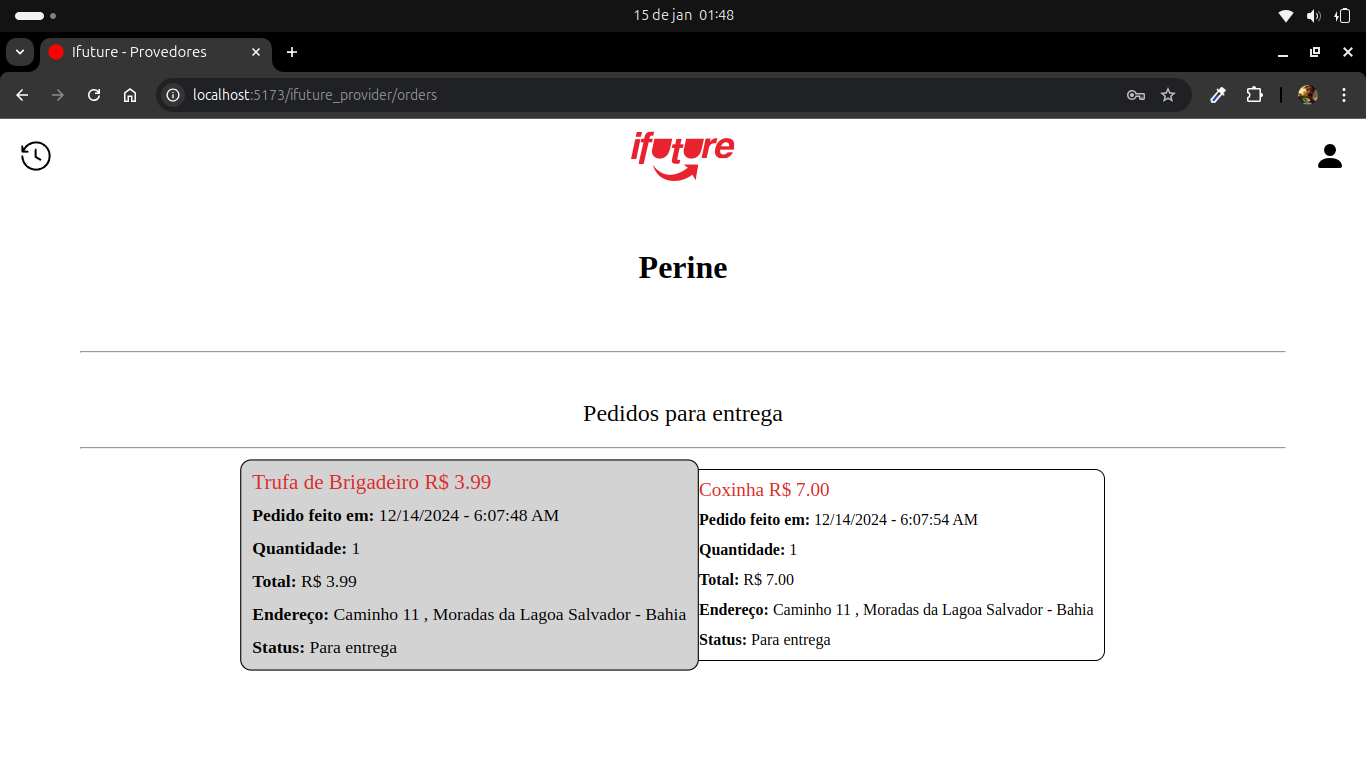 15 de jan 01:48
Ifuture - Provedores
localhost:5173/ifuture_provider/orders
ifuture
Perine
Pedidos para entrega
Trufa de Brigadeiro R$ 3.99
Pedido feito em: 12/14/2024 - 6:07:48 AM
Quantidade: 1
Total: R$ 3.99
Endereço: Caminho 11 , Moradas da Lagoa Salvador - Bahia
Status: Para entrega
Coxinha R$ 7.00
Pedido feito em: 12/14/2024 - 6:07:54 AM
Quantidade: 1
Total: R$ 7.00
Endereço: Caminho 11 , Moradas da Lagoa Salvador - Bahia
Status: Para entrega